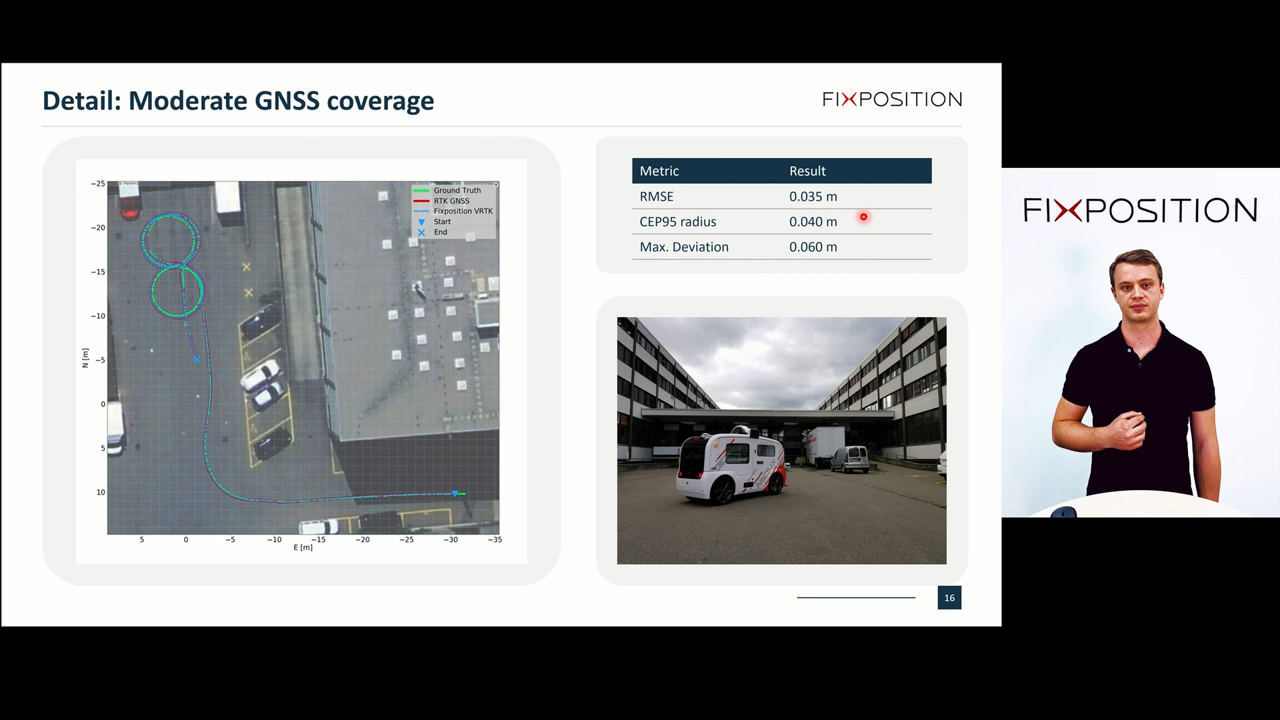 Detail: Moderate GNSS coverage
FIXPOSITION
Ground Truth
RTK GNSS
Fixposition VRTK
Start
End
−25
−20
−15
−10
−5
0
5
10
N [m]
5
0
−5
−10
−15
−20
−25
−30
−35
E [m]
Metric Result
RMSE 0.035 m
CEP95 radius 0.040 m
Max. Deviation 0.060 m
16
FIXPOSITION